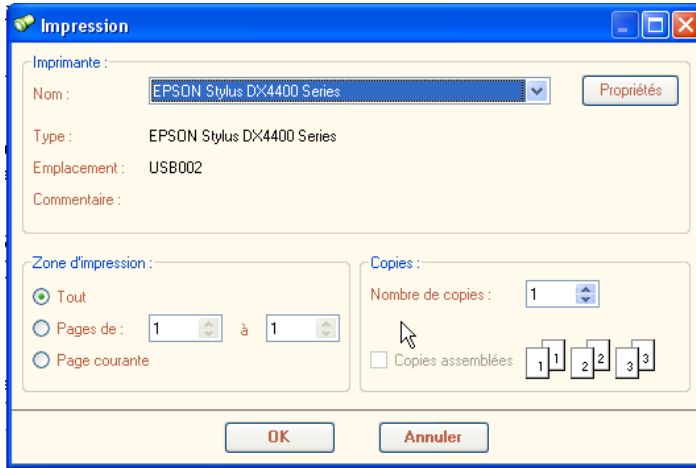 Impression
Imprimante :
Nom : EPSON Stylus DX4400 Series Propriétés
Type : EPSON Stylus DX4400 Series
Emplacement : USB002
Commentaire :
Zone d'impression :
Tout
Pages de : 1 à 1
Page courante
Copies :
Nombre de copies : 1
Copies assemblées 1 1 2 2 3 3
OK Annuler